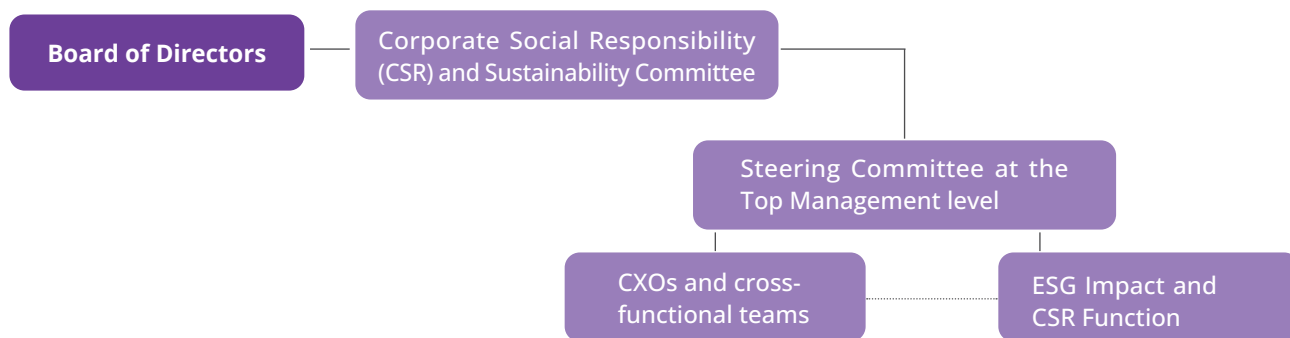 Board of Directors
Corporate Social Responsibility
(CSR) and Sustainability Committee
Steering Committee at the
Top Management level
CXOs and cross-
functional teams
ESG Impact and
CSR Function